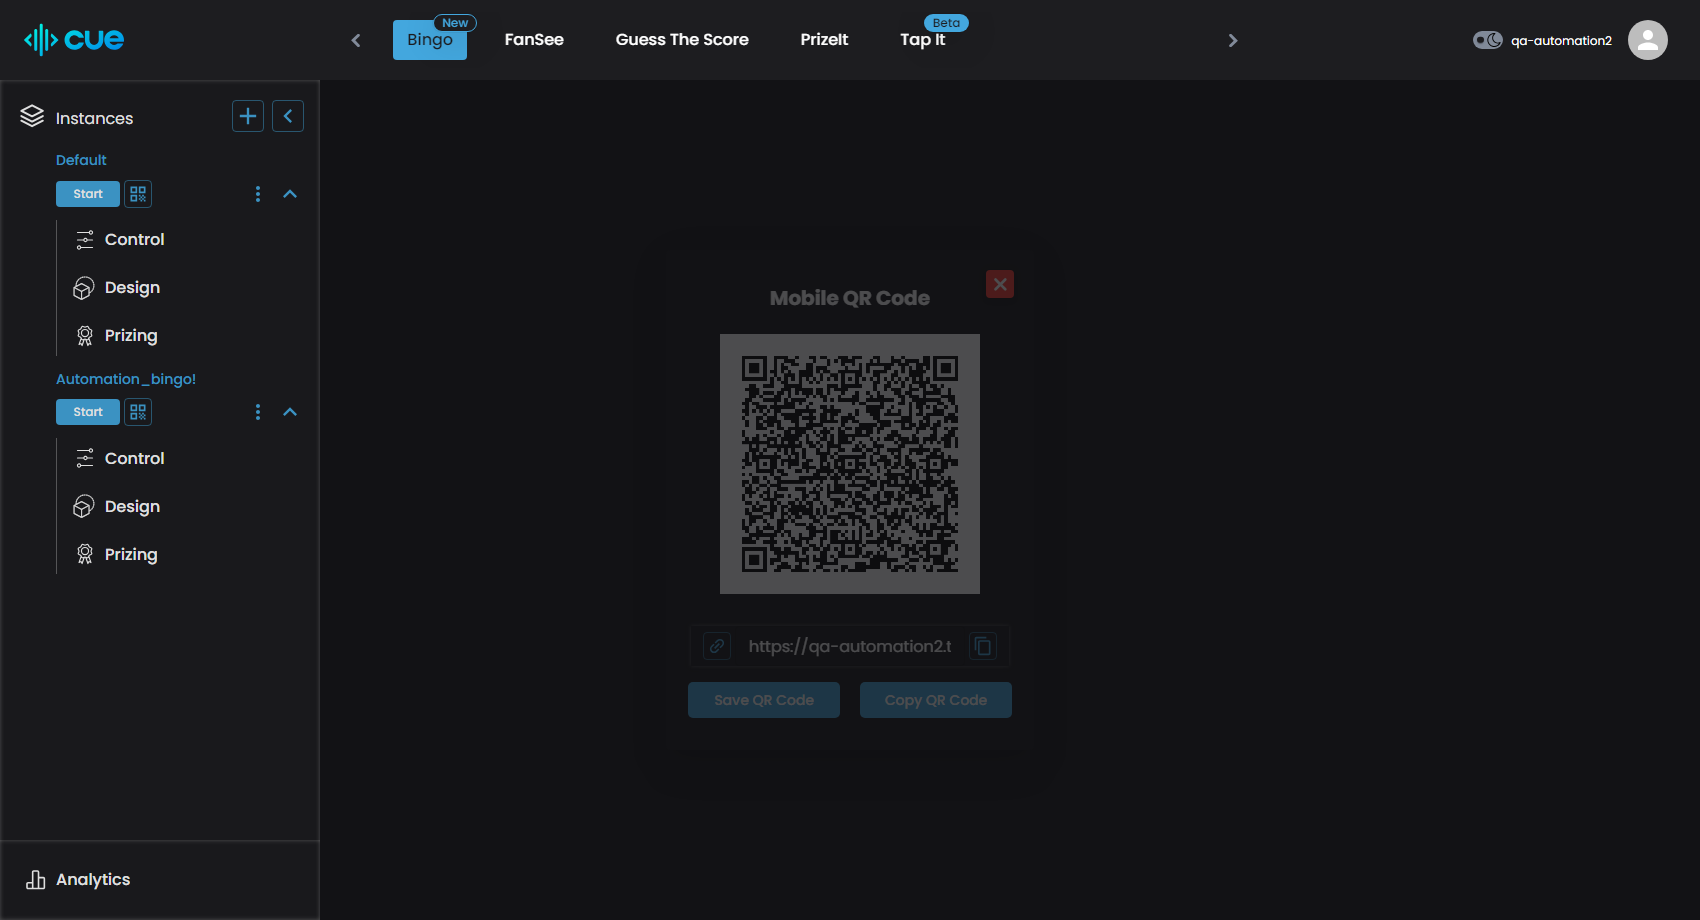 cue
Bingo
New
FanSee
Guess The Score
PrizeIt
Tap It
Beta
qa-automation2
Instances
Default
Start
Control
Design
Prizing
Automation_bingo!
Start
Control
Design
Prizing
Analytics
Mobile QR Code
https://qa-automation2.t
Save QR Code
Copy QR Code